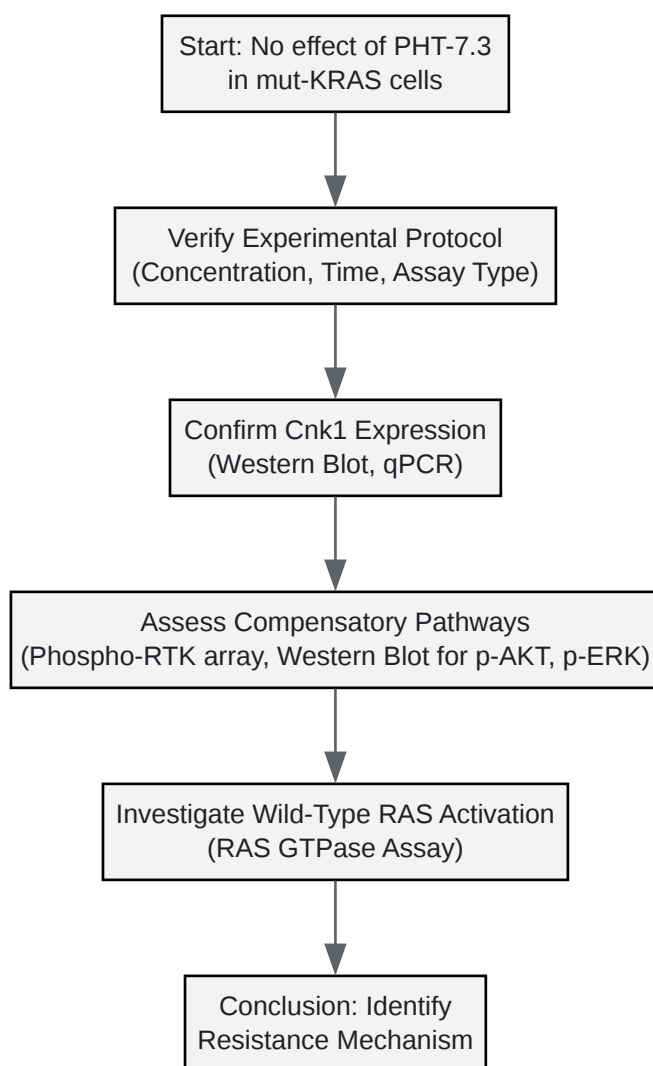 Start: No effect of PHT-7.3
in mut-KRAS cells
Verify Experimental Protocol
(Concentration, Time, Assay Type)
Confirm Cnk1 Expression
(Western Blot, qPCR)
Assess Compensatory Pathways
(Phospho-RTK array, Western Blot for p-AKT, p-ERK)
Investigate Wild-Type RAS Activation
(RAS GTPase Assay)
Conclusion: Identify
Resistance Mechanism